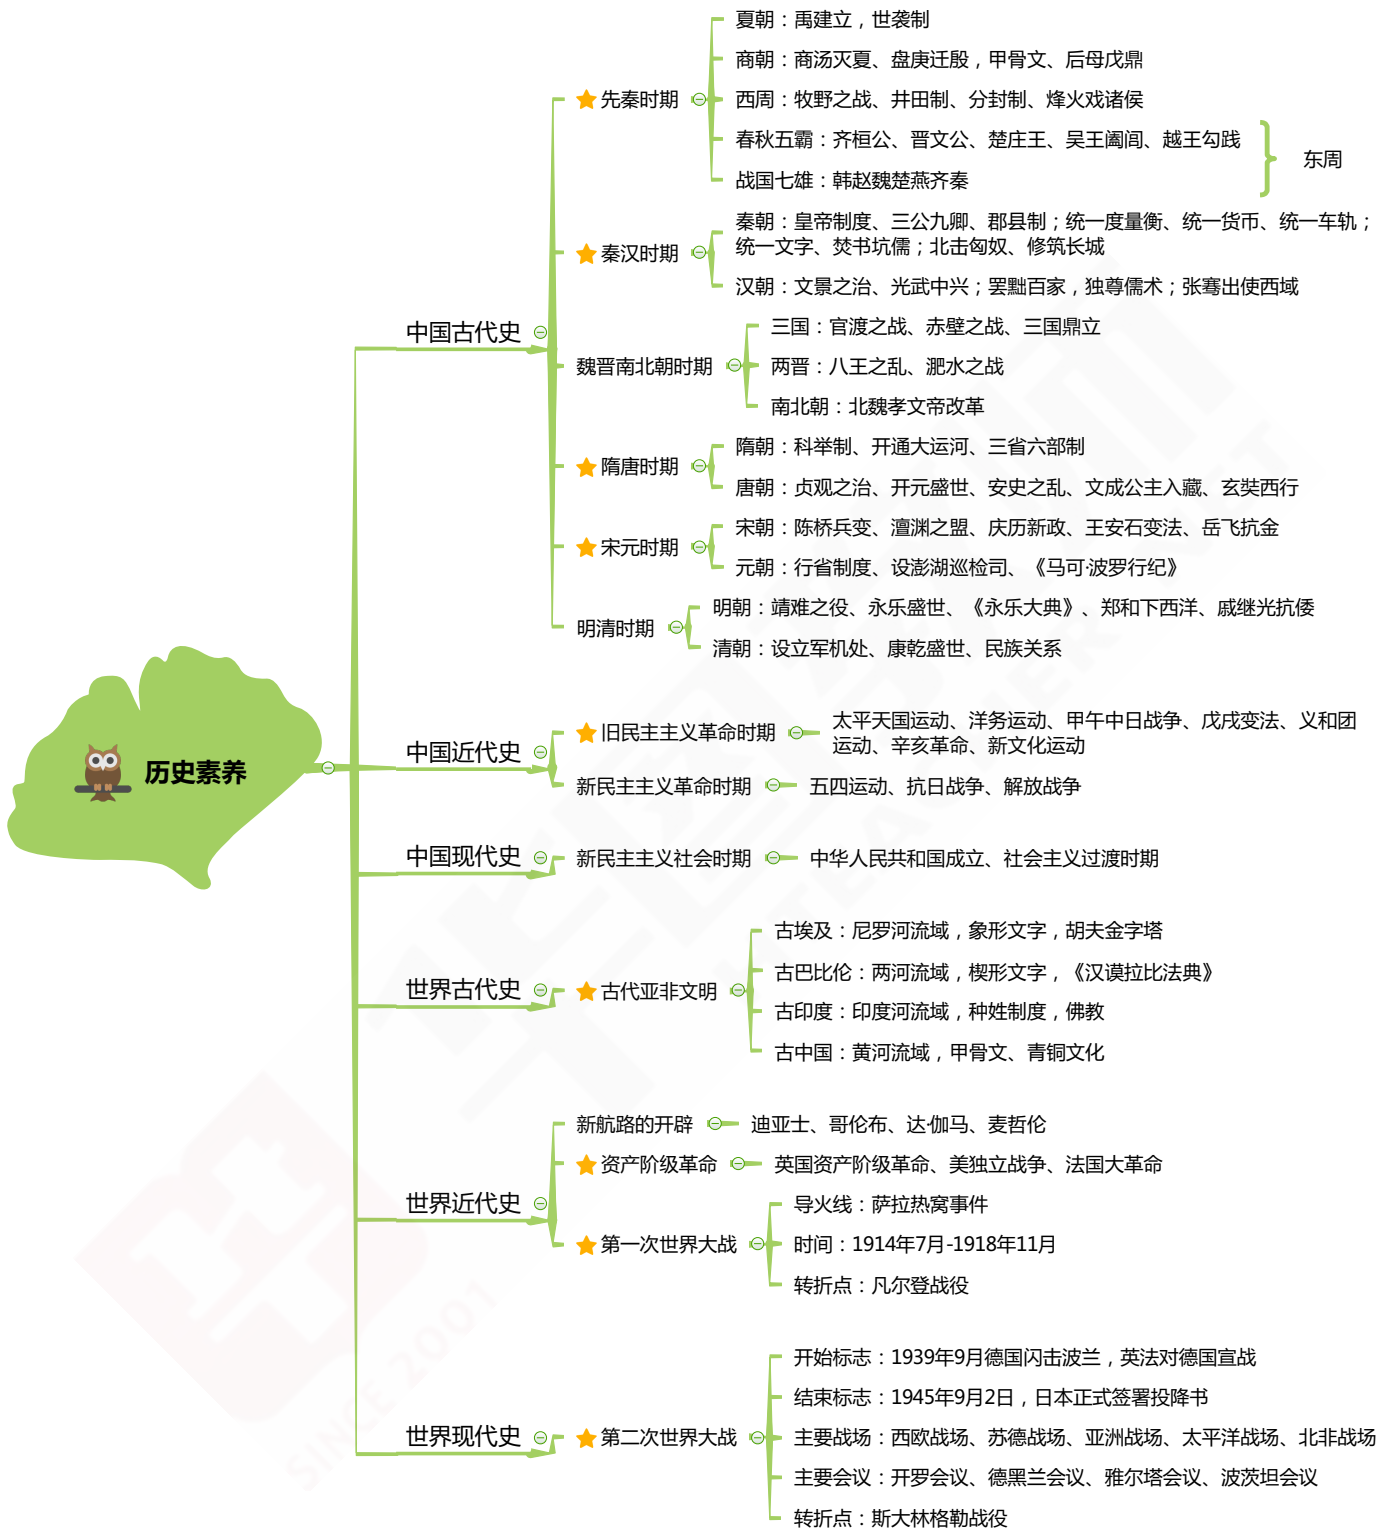 历史素养
中国古代史
先秦时期
夏朝：禹建立，世袭制
商朝：商汤灭夏、盘庚迁殷，甲骨文、后母戊鼎
西周：牧野之战、井田制、分封制、烽火戏诸侯
春秋五霸：齐桓公、晋文公、楚庄王、吴王阖闾、越王勾践
战国七雄：韩赵魏楚燕齐秦
东周
秦汉时期
秦朝：皇帝制度、三公九卿、郡县制；统一度量衡、统一货币、统一车轨；
统一文字、焚书坑儒；北击匈奴、修筑长城
汉朝：文景之治、光武中兴；罢黜百家，独尊儒术；张骞出使西域
魏晋南北朝时期
三国：官渡之战、赤壁之战、三国鼎立
两晋：八王之乱、淝水之战
南北朝：北魏孝文帝改革
隋唐时期
隋朝：科举制、开通大运河、三省六部制
唐朝：贞观之治、开元盛世、安史之乱、文成公主入藏、玄奘西行
宋元时期
宋朝：陈桥兵变、澶渊之盟、庆历新政、王安石变法、岳飞抗金
元朝：行省制度、设澎湖巡检司、《马可·波罗行纪》
明清时期
明朝：靖难之役、永乐盛世、《永乐大典》、郑和下西洋、戚继光抗倭
清朝：设立军机处、康乾盛世、民族关系
中国近代史
旧民主主义革命时期
太平天国运动、洋务运动、甲午中日战争、戊戌变法、义和团
运动、辛亥革命、新文化运动
新民主主义革命时期
五四运动、抗日战争、解放战争
中国现代史
新民主主义社会时期
中华人民共和国成立、社会主义过渡时期
世界古代史
古代亚非文明
古埃及：尼罗河流域，象形文字，胡夫金字塔
古巴比伦：两河流域，楔形文字，《汉谟拉比法典》
古印度：印度河流域，种姓制度，佛教
古中国：黄河流域，甲骨文、青铜文化
世界近代史
新航路的开辟
迪亚士、哥伦布、达·伽马、麦哲伦
资产阶级革命
英国资产阶级革命、美独立战争、法国大革命
第一次世界大战
导火线：萨拉热窝事件
时间：1914年7月-1918年11月
转折点：凡尔登战役
世界现代史
第二次世界大战
开始标志：1939年9月德国闪击波兰，英法对德国宣战
结束标志：1945年9月2日，日本正式签署投降书
主要战场：西欧战场、苏德战场、亚洲战场、太平洋战场、北非战场
主要会议：开罗会议、德黑兰会议、雅尔塔会议、波茨坦会议
转折点：斯大林格勒战役
SINCE 2001